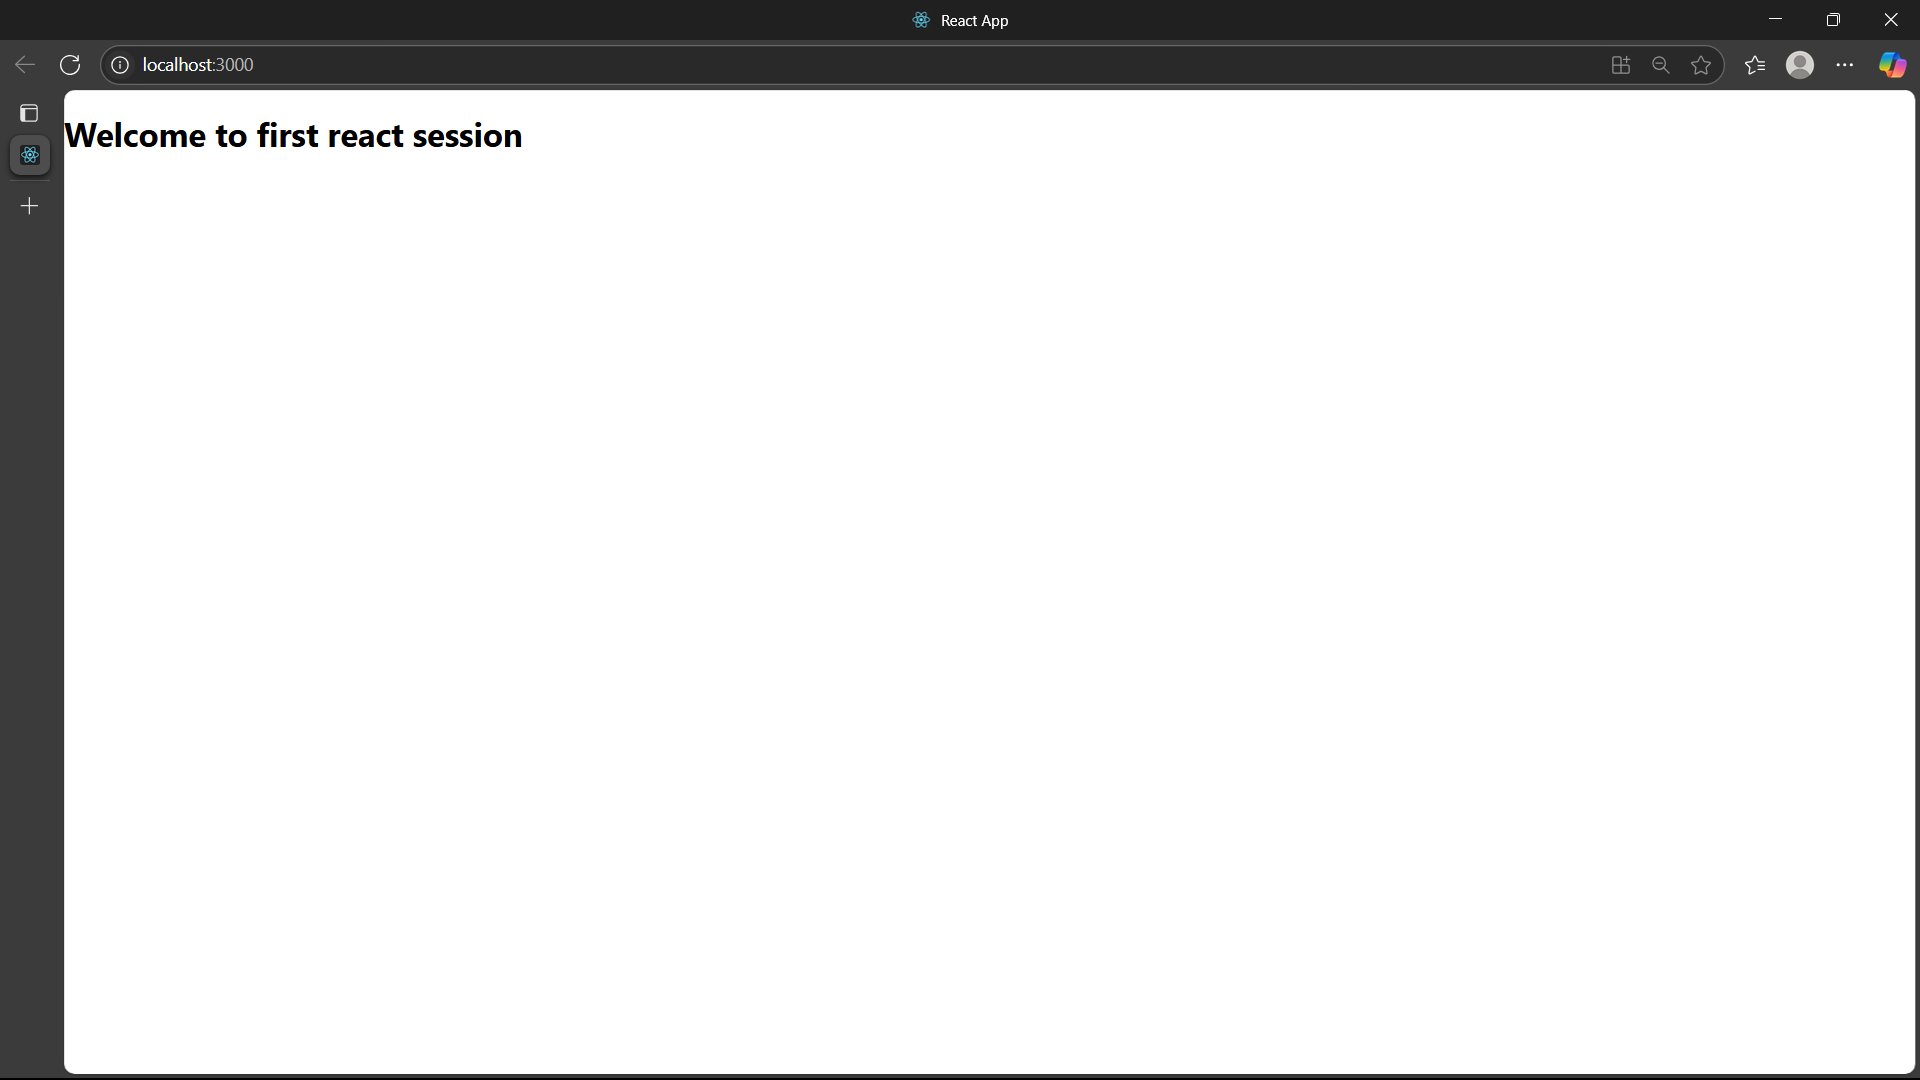 React App
localhost:3000
Welcome to first react session